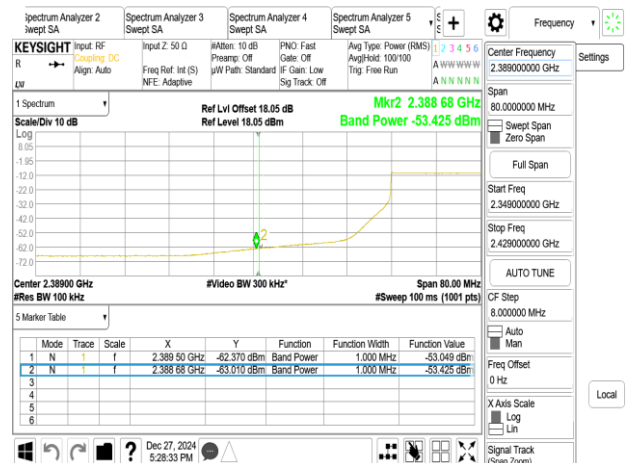 Spectrum Analyzer 2
Swept SA
Spectrum Analyzer 3
Swept SA
Spectrum Analyzer 4
Swept SA
Spectrum Analyzer 5
Swept SA
Frequency
KEYSIGHT
R
Input: RF
Coupling: DC
Align: Auto
Input Z: 50 Ω
Freq Ref: Int (S)
NFE: Adaptive
#Atten: 10 dB
Preamp: Off
µW Path: Standard
PNO: Fast
Gate: Off
IF Gain: Low
Sig Track: Off
Avg Type: Power (RMS)
Avg|Hold: 100/100
Trig: Free Run
1 2 3 4 5 6
A W W W W W
A N N N N N
1 Spectrum
Scale/Div 10 dB
Log
Ref Lvl Offset 18.05 dB
Ref Level 18.05 dBm
Mkr2 2.388 68 GHz
Band Power -53.425 dBm
8.05
-1.95
-12.0
-22.0
-32.0
-42.0
-52.0
-62.0
-72.0
2
Center 2.38900 GHz
#Video BW 300 kHz*
Span 80.00 MHz
#Res BW 100 kHz
#Sweep 100 ms (1001 pts)
5 Marker Table
Mode Trace Scale X Y Function Function Width Function Value
1 N 1 f 2.389 50 GHz -62.370 dBm Band Power 1.000 MHz -53.049 dBm
2 N 1 f 2.388 68 GHz -63.010 dBm Band Power 1.000 MHz -53.425 dBm
3
4
5
6
Dec 27, 2024
5:28:33 PM
Center Frequency
2.389000000 GHz
Settings
Span
80.0000000 MHz
Swept Span
Zero Span
Full Span
Start Freq
2.349000000 GHz
Stop Freq
2.429000000 GHz
AUTO TUNE
CF Step
8.000000 MHz
Auto
Man
Freq Offset
0 Hz
X Axis Scale
Log
Lin
Local
Signal Track
(Span Zoom)